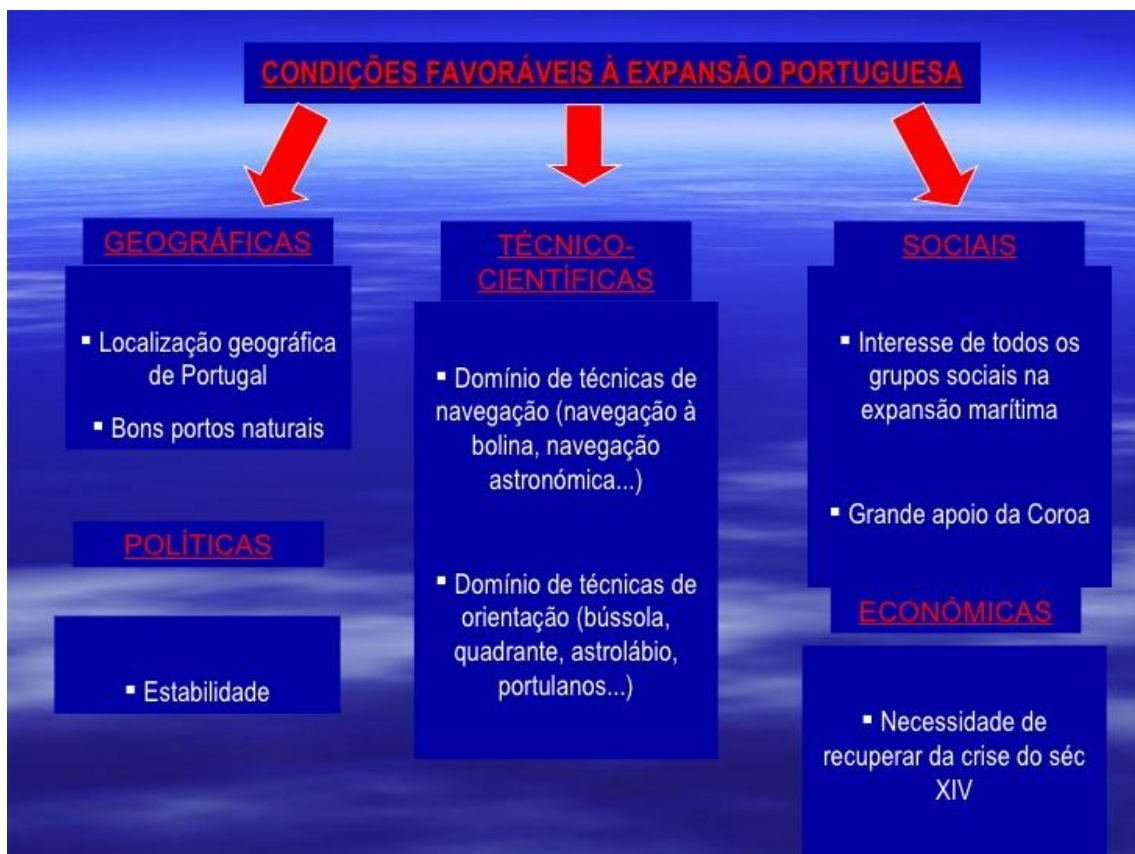 CONDIÇÕES FAVORÁVEIS À EXPANSÃO PORTUGUESA
GEOGRÁFICAS
▪ Localização geográfica
de Portugal
▪ Bons portos naturais
POLÍTICAS
▪ Estabilidade
TÉCNICO-
CIENTÍFICAS
▪ Domínio de técnicas de
navegação (navegação à
bolina, navegação
astronómica...)
▪ Domínio de técnicas de
orientação (bússola,
quadrante, astrolábio,
portulanos...)
SOCIAIS
▪ Interesse de todos os
grupos sociais na
expansão marítima
▪ Grande apoio da Coroa
ECONÓMICAS
▪ Necessidade de
recuperar da crise do séc
XIV